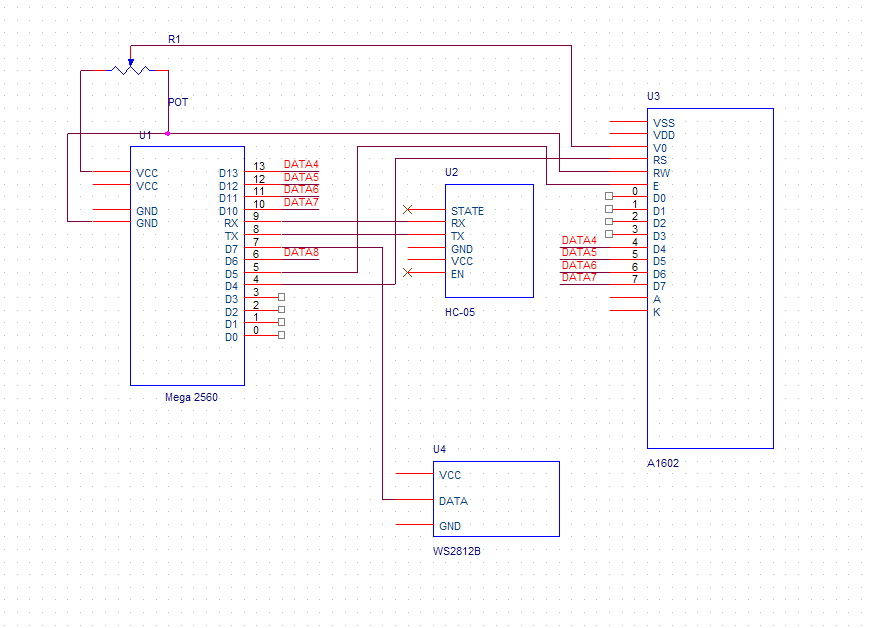 R1
POT
U1
VCC
VCC
GND
GND
D13
D12
D11
D10
RX
TX
D7
D6
D5
D4
D3
D2
D1
D0
13
12
11
10
9
8
7
6
5
4
3
2
1
0
DATA4
DATA5
DATA6
DATA7
DATA8
Mega 2560
U2
STATE
RX
TX
GND
VCC
EN
HC-05
U3
VSS
VDD
V0
RS
RW
E
D0
D1
D2
D3
D4
D5
D6
D7
A
K
0
1
2
3
4
5
6
7
DATA4
DATA5
DATA6
DATA7
A1602
U4
VCC
DATA
GND
WS2812B